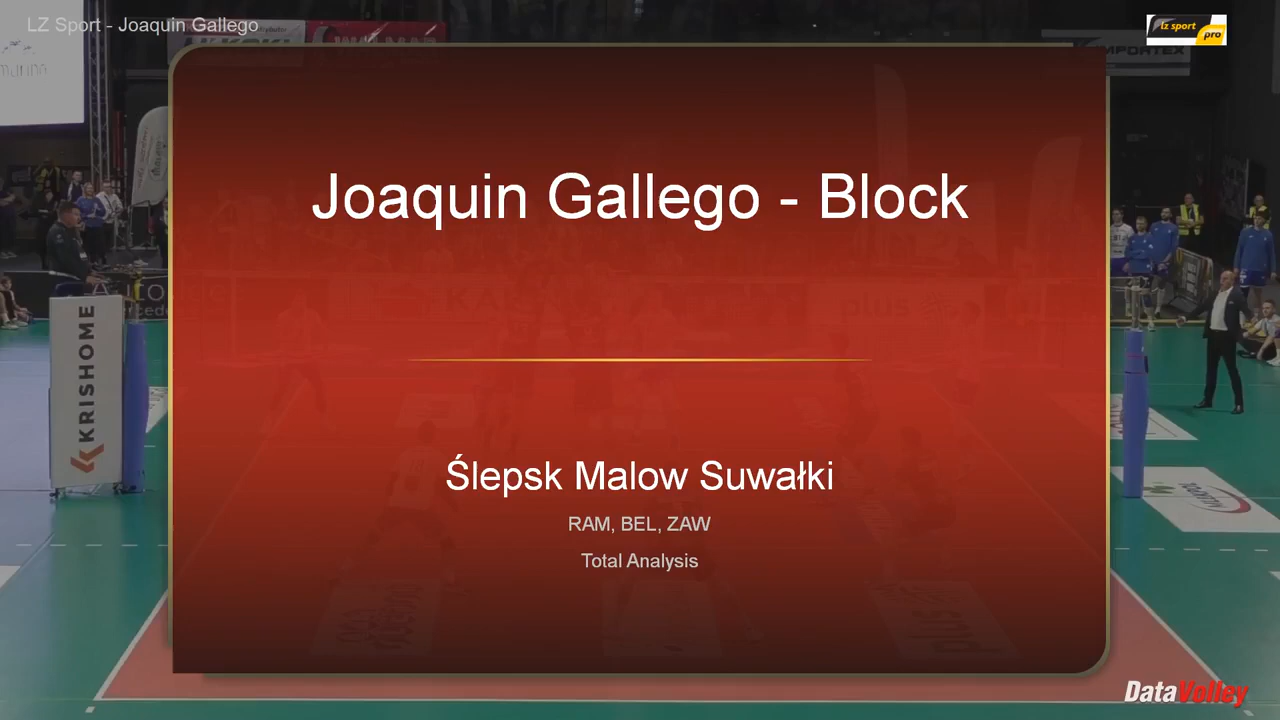 LZ Sport - Joaquin Gallego
lz sport
pro
Joaquin Gallego - Block
KRISHOME
Ślepsk Malow Suwałki
RAM, BEL, ZAW
Total Analysis
plus
DataVolley